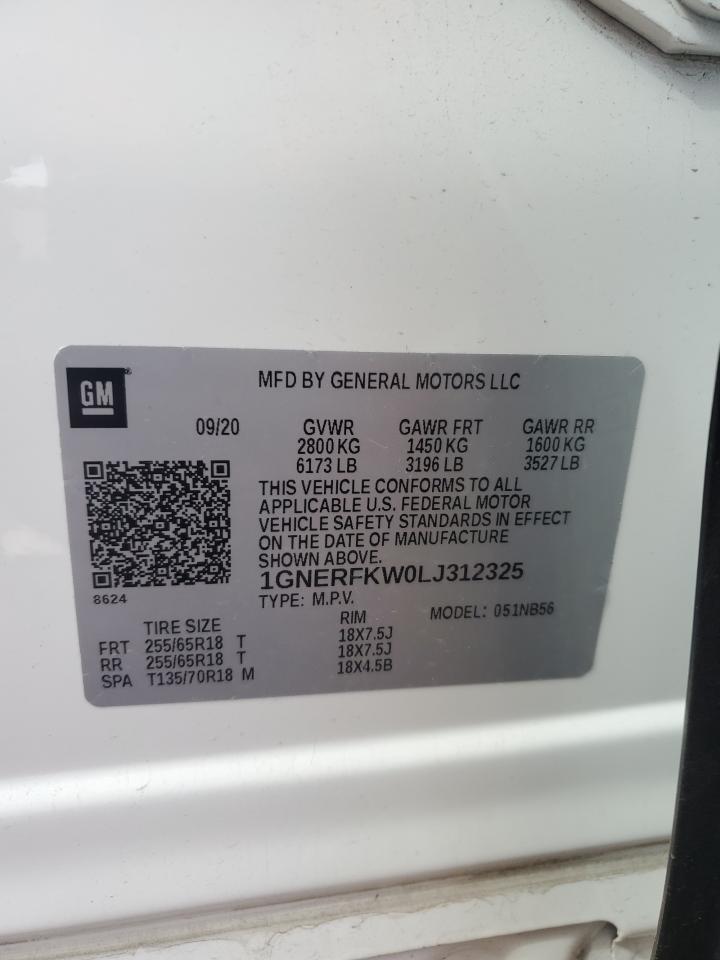 GM
MFD BY GENERAL MOTORS LLC
09/20 GVWR GAWR FRT GAWR RR
2800 KG 1450 KG 1600 KG
6173 LB 3196 LB 3527 LB
THIS VEHICLE CONFORMS TO ALL
APPLICABLE U.S. FEDERAL MOTOR
VEHICLE SAFETY STANDARDS IN EFFECT
ON THE DATE OF MANUFACTURE
SHOWN ABOVE.
1GNERFKW0LJ312325
8624
TYPE: M.P.V. MODEL: 051NB56
TIRE SIZE RIM
FRT 255/65R18 T 18X7.5J
RR 255/65R18 T 18X7.5J
SPA T135/70R18 M 18X4.5B